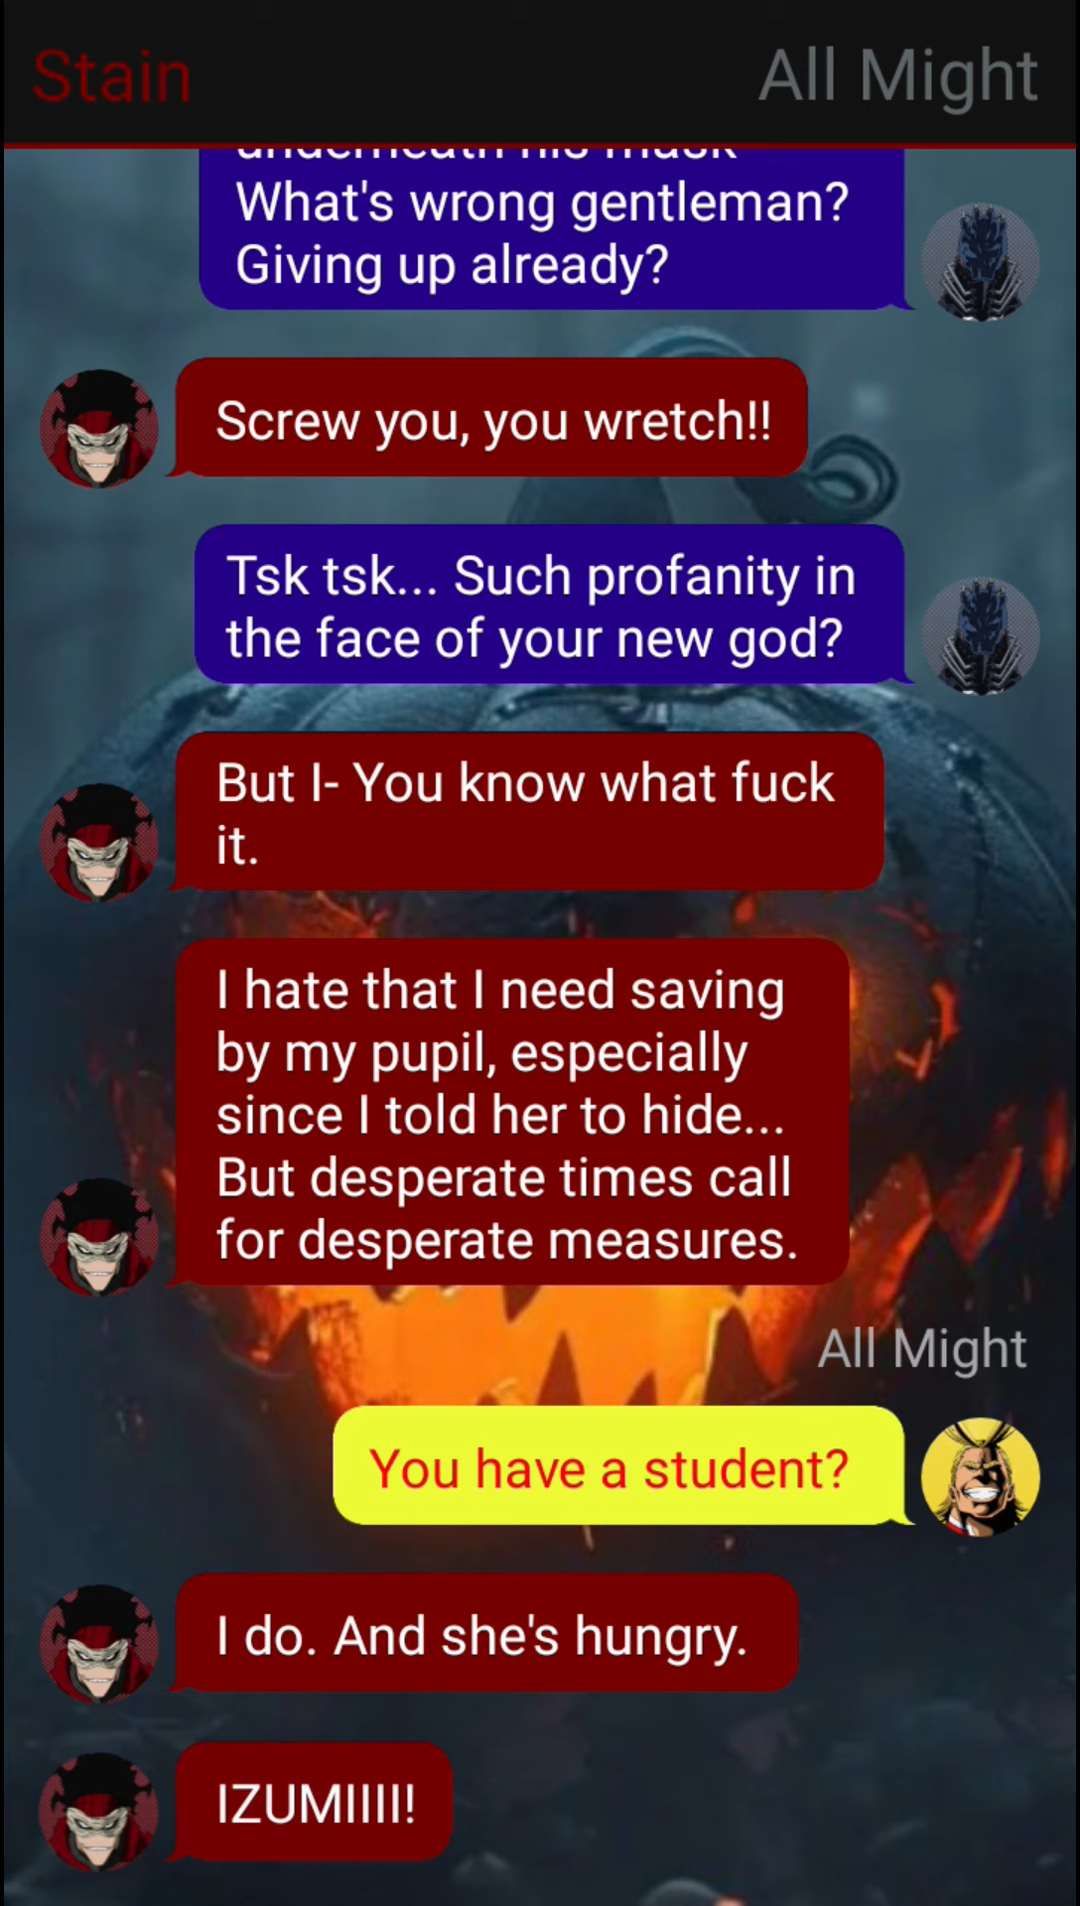 Stain
All Might
underneath his mask
What's wrong gentleman?
Giving up already?
Screw you, you wretch!!
Tsk tsk... Such profanity in
the face of your new god?
But I- You know what fuck
it.
I hate that I need saving
by my pupil, especially
since I told her to hide...
But desperate times call
for desperate measures.
All Might
You have a student?
I do. And she's hungry.
IZUMIIII!